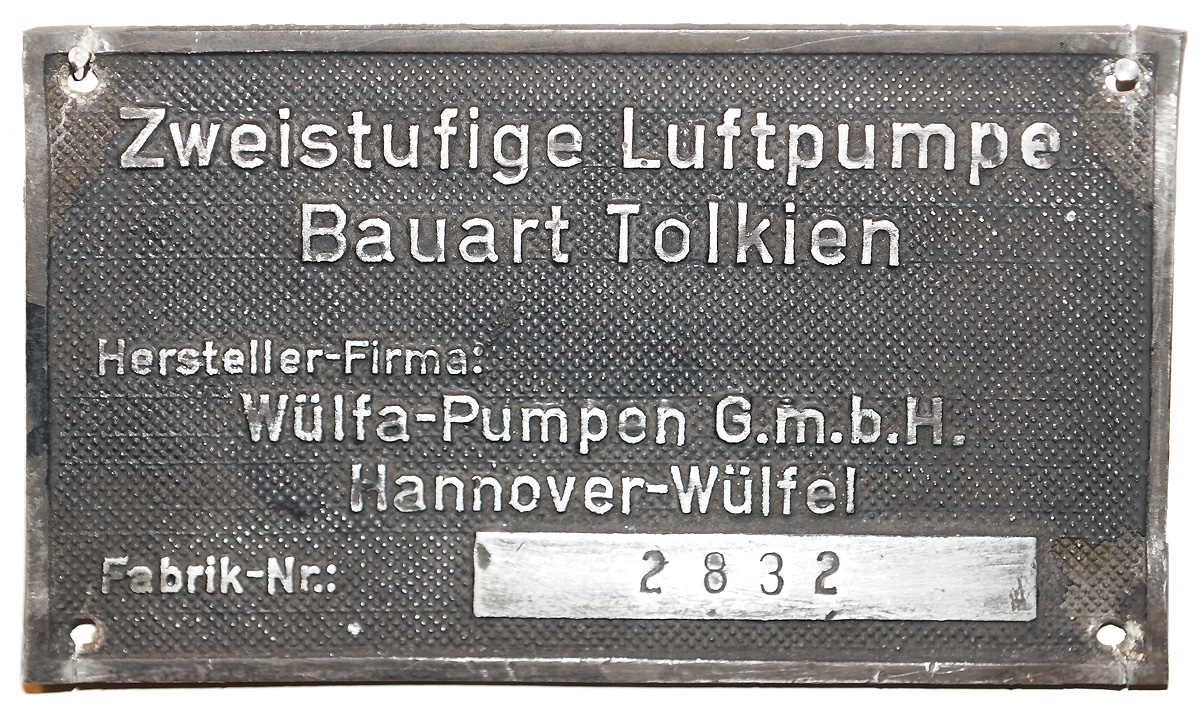 Zweistufige Luftpumpe
Bauart Tolkien
Hersteller-Firma:
Wülfa-Pumpen G.m.b.H.
Hannover-Wülfel
Fabrik-Nr.: 2832